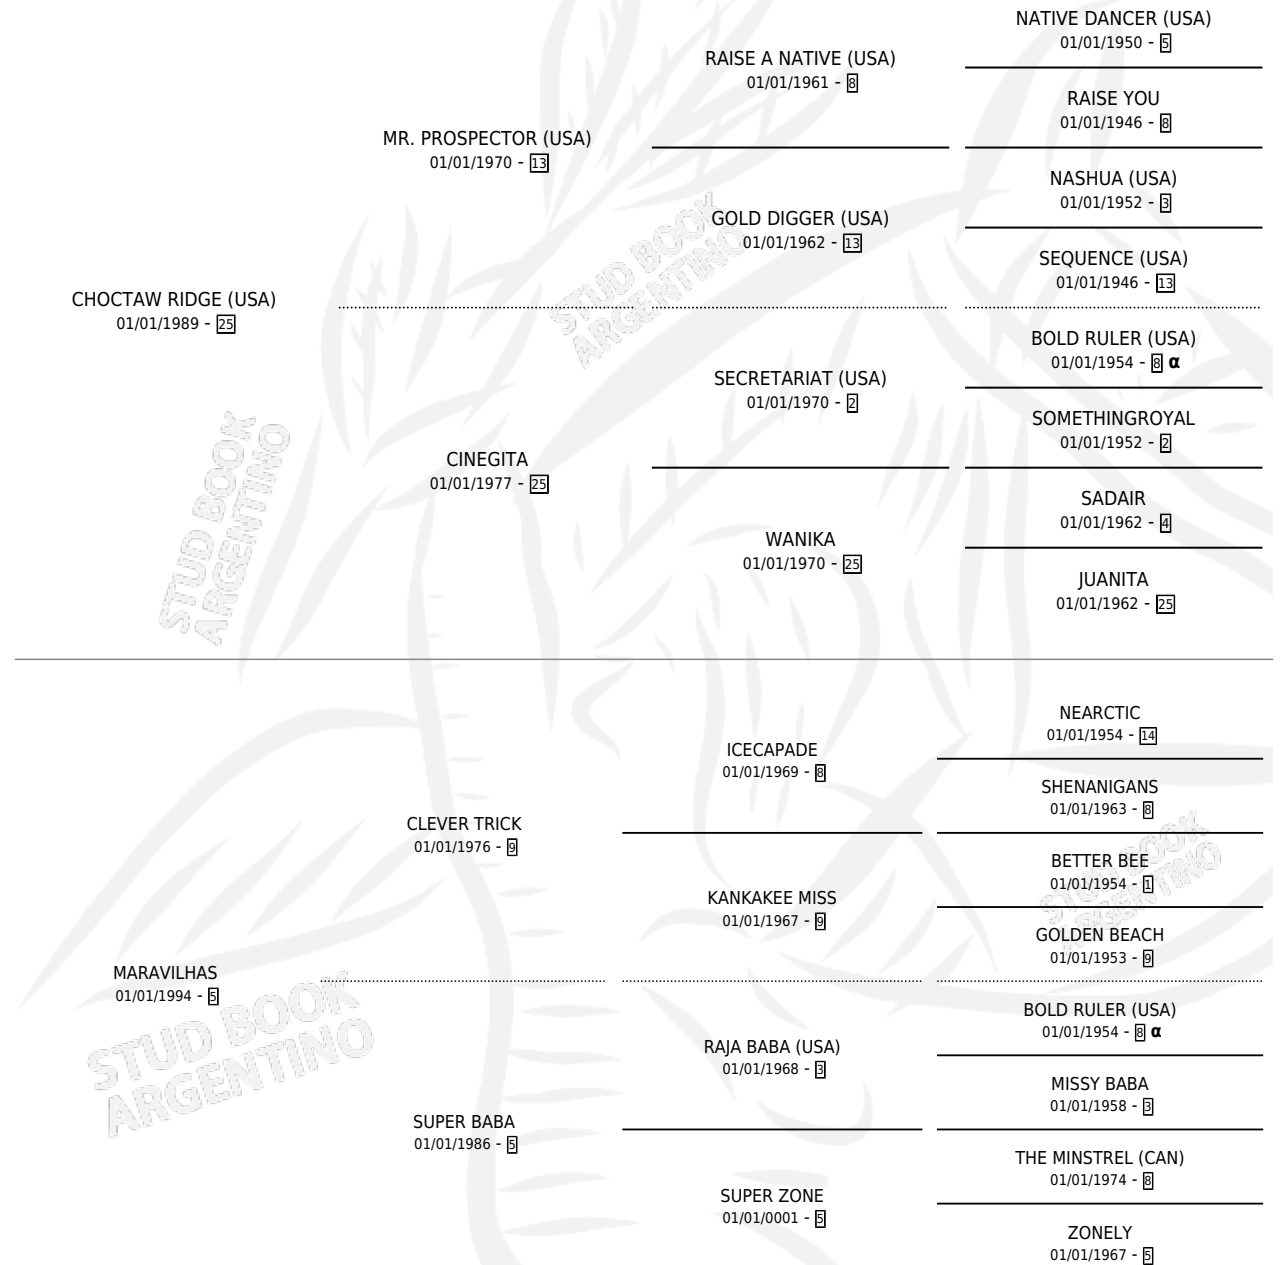 NATIVE DANCER (USA)
01/01/1950 - 5
RAISE A NATIVE (USA)
01/01/1961 - 8
RAISE YOU
01/01/1946 - 8
MR. PROSPECTOR (USA)
01/01/1970 - 13
NASHUA (USA)
01/01/1952 - 3
GOLD DIGGER (USA)
01/01/1962 - 13
SEQUENCE (USA)
01/01/1946 - 13
CHOCTAW RIDGE (USA)
01/01/1989 - 25
STUD BOOK
ARGENTINO
BOLD RULER (USA)
01/01/1954 - 8 α
SECRETARIAT (USA)
01/01/1970 - 2
SOMETHINGROYAL
01/01/1952 - 2
CINEGITA
01/01/1977 - 25
SADAIR
01/01/1962 - 4
WANIKA
01/01/1970 - 25
JUANITA
01/01/1962 - 25
STUD BOOK
ARGENTINO
NEARCTIC
01/01/1954 - 14
ICECAPADE
01/01/1969 - 8
SHENANIGANS
01/01/1963 - 8
CLEVER TRICK
01/01/1976 - 9
BETTER BEE
01/01/1954 - 1
STUD BOOK
ARGENTINO
KANKAKEE MISS
01/01/1967 - 9
GOLDEN BEACH
01/01/1953 - 9
MARAVILHAS
01/01/1994 - 5
STUD BOOK
ARGENTINO
BOLD RULER (USA)
01/01/1954 - 8 α
RAJA BABA (USA)
01/01/1968 - 3
MISSY BABA
01/01/1958 - 3
SUPER BABA
01/01/1986 - 5
THE MINSTREL (CAN)
01/01/1974 - 8
SUPER ZONE
01/01/0001 - 5
ZONELY
01/01/1967 - 5